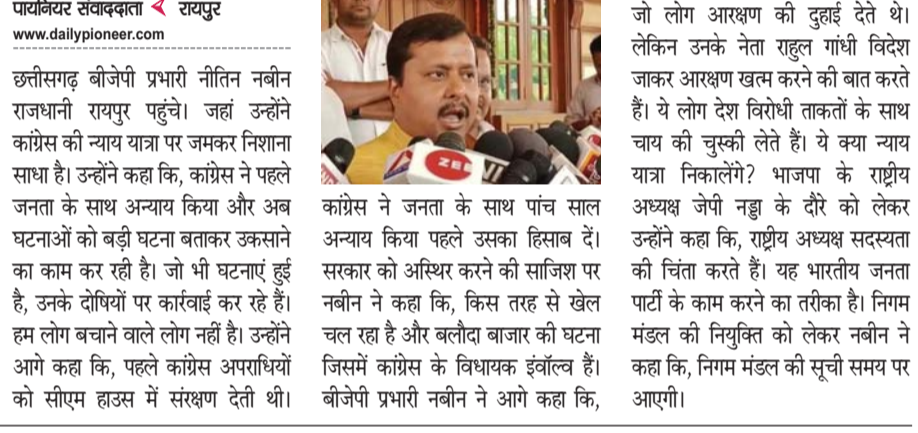 पायनियर संवाददाता रायपुर
www.dailypioneer.com
छत्तीसगढ़ बीजेपी प्रभारी नीतिन नबीन
राजधानी रायपुर पहुंचे। जहां उन्होंने
कांग्रेस की न्याय यात्रा पर जमकर निशाना
साधा है। उन्होंने कहा कि, कांग्रेस ने पहले
जनता के साथ अन्याय किया और अब
घटनाओं को बड़ी घटना बताकर उकसाने
का काम कर रही है। जो भी घटनाएं हुई
है, उनके दोषियों पर कार्रवाई कर रहे हैं।
हम लोग बचाने वाले लोग नहीं है। उन्होंने
आगे कहा कि, पहले कांग्रेस अपराधियों
को सीएम हाउस में संरक्षण देती थी।
ZEE
कांग्रेस ने जनता के साथ पांच साल
अन्याय किया पहले उसका हिसाब दें।
सरकार को अस्थिर करने की साजिश पर
नबीन ने कहा कि, किस तरह से खेल
चल रहा है और बलौदा बाजार की घटना
जिसमें कांग्रेस के विधायक इंवॉल्व हैं।
बीजेपी प्रभारी नबीन ने आगे कहा कि,
जो लोग आरक्षण की दुहाई देते थे।
लेकिन उनके नेता राहुल गांधी विदेश
जाकर आरक्षण खत्म करने की बात करते
हैं। ये लोग देश विरोधी ताकतों के साथ
चाय की चुस्की लेते हैं। ये क्या न्याय
यात्रा निकालेंगे? भाजपा के राष्ट्रीय
अध्यक्ष जेपी नड्डा के दौरे को लेकर
उन्होंने कहा कि, राष्ट्रीय अध्यक्ष सदस्यता
की चिंता करते हैं। यह भारतीय जनता
पार्टी के काम करने का तरीका है। निगम
मंडल की नियुक्ति को लेकर नबीन ने
कहा कि, निगम मंडल की सूची समय पर
आएगी।